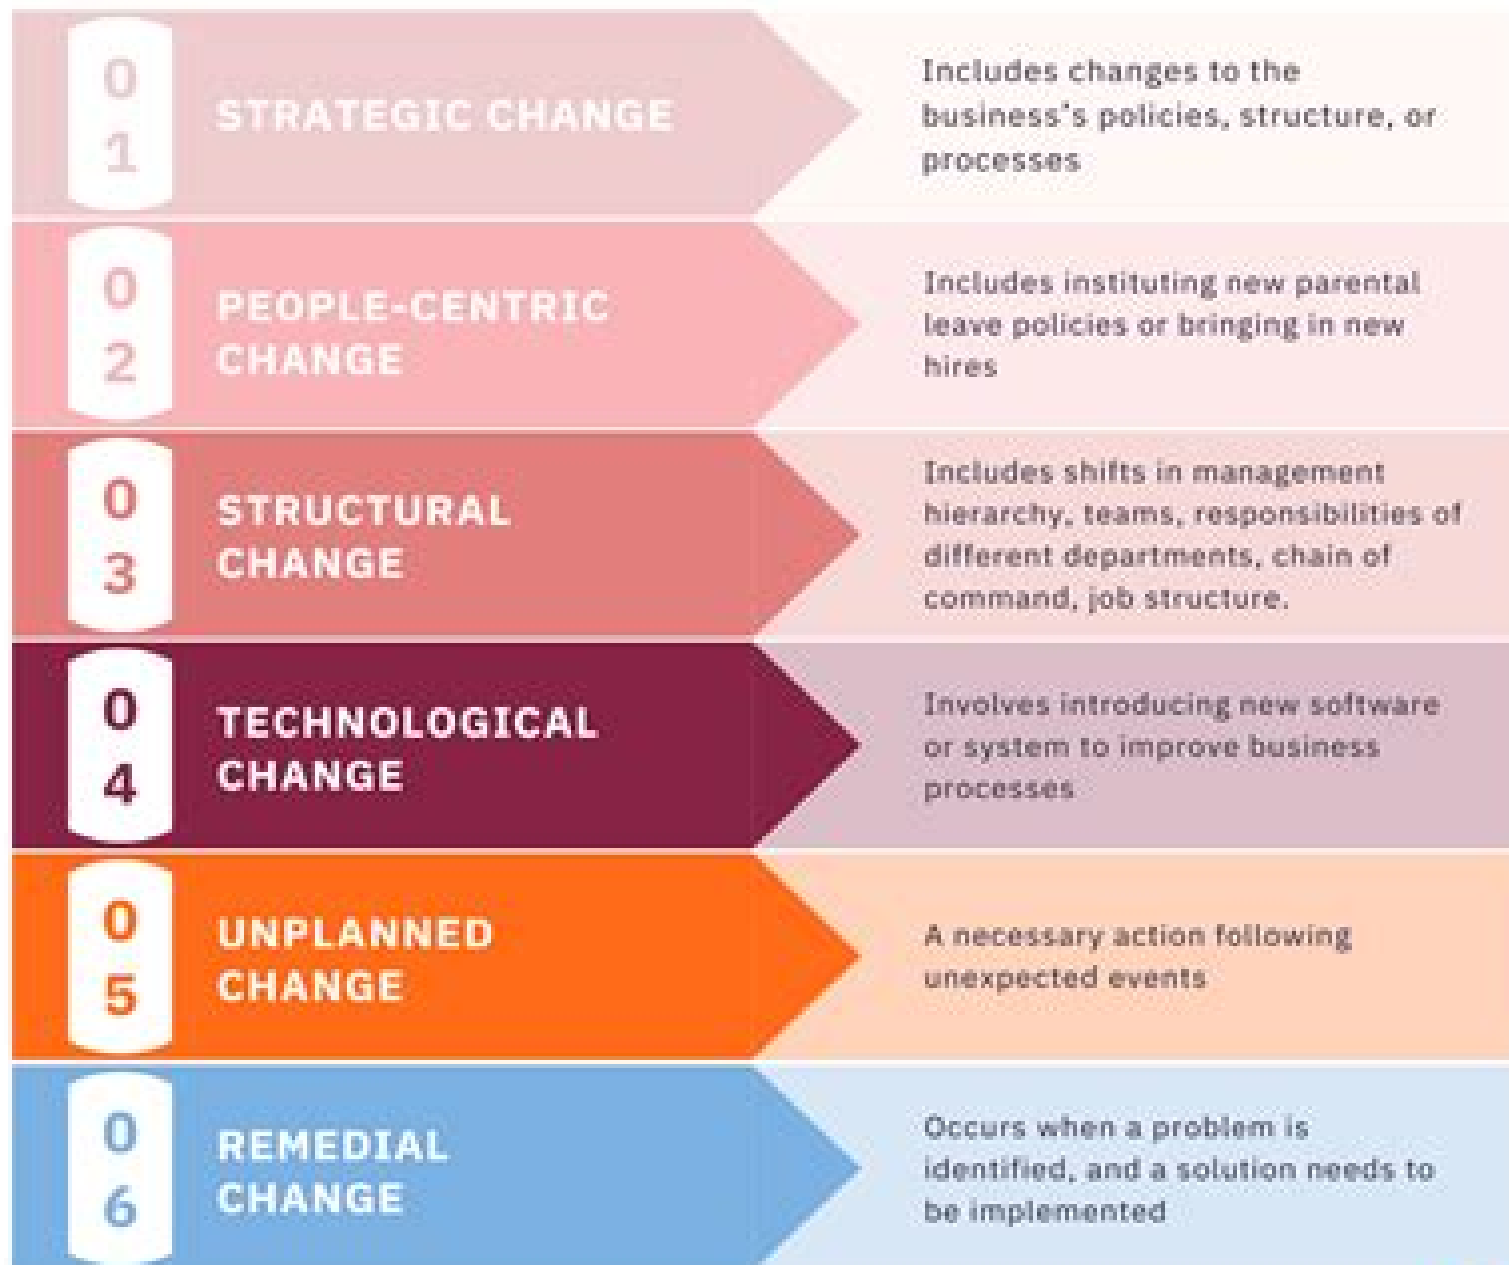 0
1
STRATEGIC CHANGE
Includes changes to the
business's policies, structure, or
processes
0
2
PEOPLE-CENTRIC
CHANGE
Includes instituting new parental
leave policies or bringing in new
hires
0
3
STRUCTURAL
CHANGE
Includes shifts in management
hierarchy, teams, responsibilities of
different departments, chain of
command, job structure.
0
4
TECHNOLOGICAL
CHANGE
Involves introducing new software
or system to improve business
processes
0
5
UNPLANNED
CHANGE
A necessary action following
unexpected events
0
6
REMEDIAL
CHANGE
Occurs when a problem is
identified, and a solution needs to
be implemented